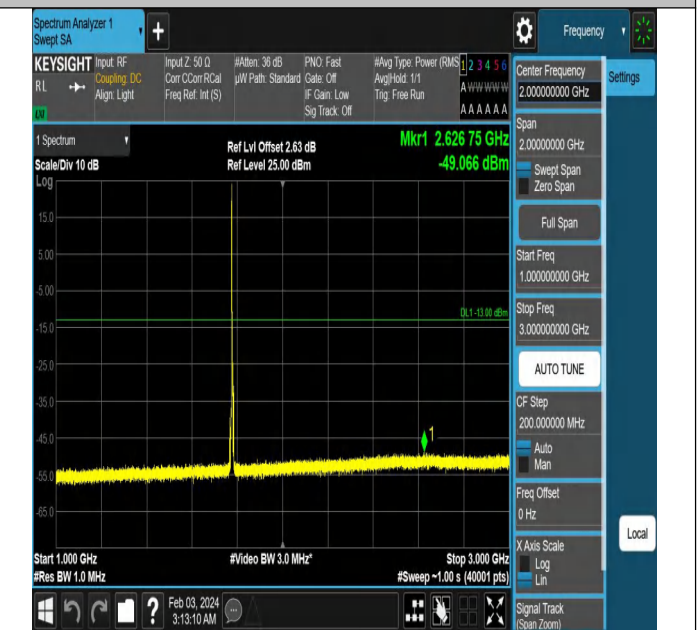 Spectrum Analyzer 1
Swept SA
+
Frequency
KEYSIGHT
RL
LXI
Input: RF
Coupling: DC
Align: Light
Input Z: 50 Ω
Corr CCorr RCal
Freq Ref: Int (S)
#Atten: 36 dB
µW Path: Standard
PNO: Fast
Gate: Off
IF Gain: Low
Sig Track: Off
#Avg Type: Power (RMS
Avg|Hold: 1/1
Trig: Free Run
1 2 3 4 5 6
A W W W W W
A A A A A A
1 Spectrum
Scale/Div 10 dB
Log
Ref Lvl Offset 2.63 dB
Ref Level 25.00 dBm
Mkr1 2.626 75 GHz
-49.066 dBm
15.0
5.00
-5.00
-15.0
-25.0
-35.0
-45.0
-55.0
-65.0
DL1 -13.00 dBm
1
Start 1.000 GHz
#Res BW 1.0 MHz
#Video BW 3.0 MHz*
Stop 3.000 GHz
#Sweep ~1.00 s (40001 pts)
Center Frequency
2.000000000 GHz
Span
2.00000000 GHz
Swept Span
Zero Span
Full Span
Start Freq
1.000000000 GHz
Stop Freq
3.000000000 GHz
AUTO TUNE
CF Step
200.000000 MHz
Auto
Man
Freq Offset
0 Hz
X Axis Scale
Log
Lin
Signal Track
(Span Zoom)
Settings
Local
?
Feb 03, 2024
3:13:10 AM